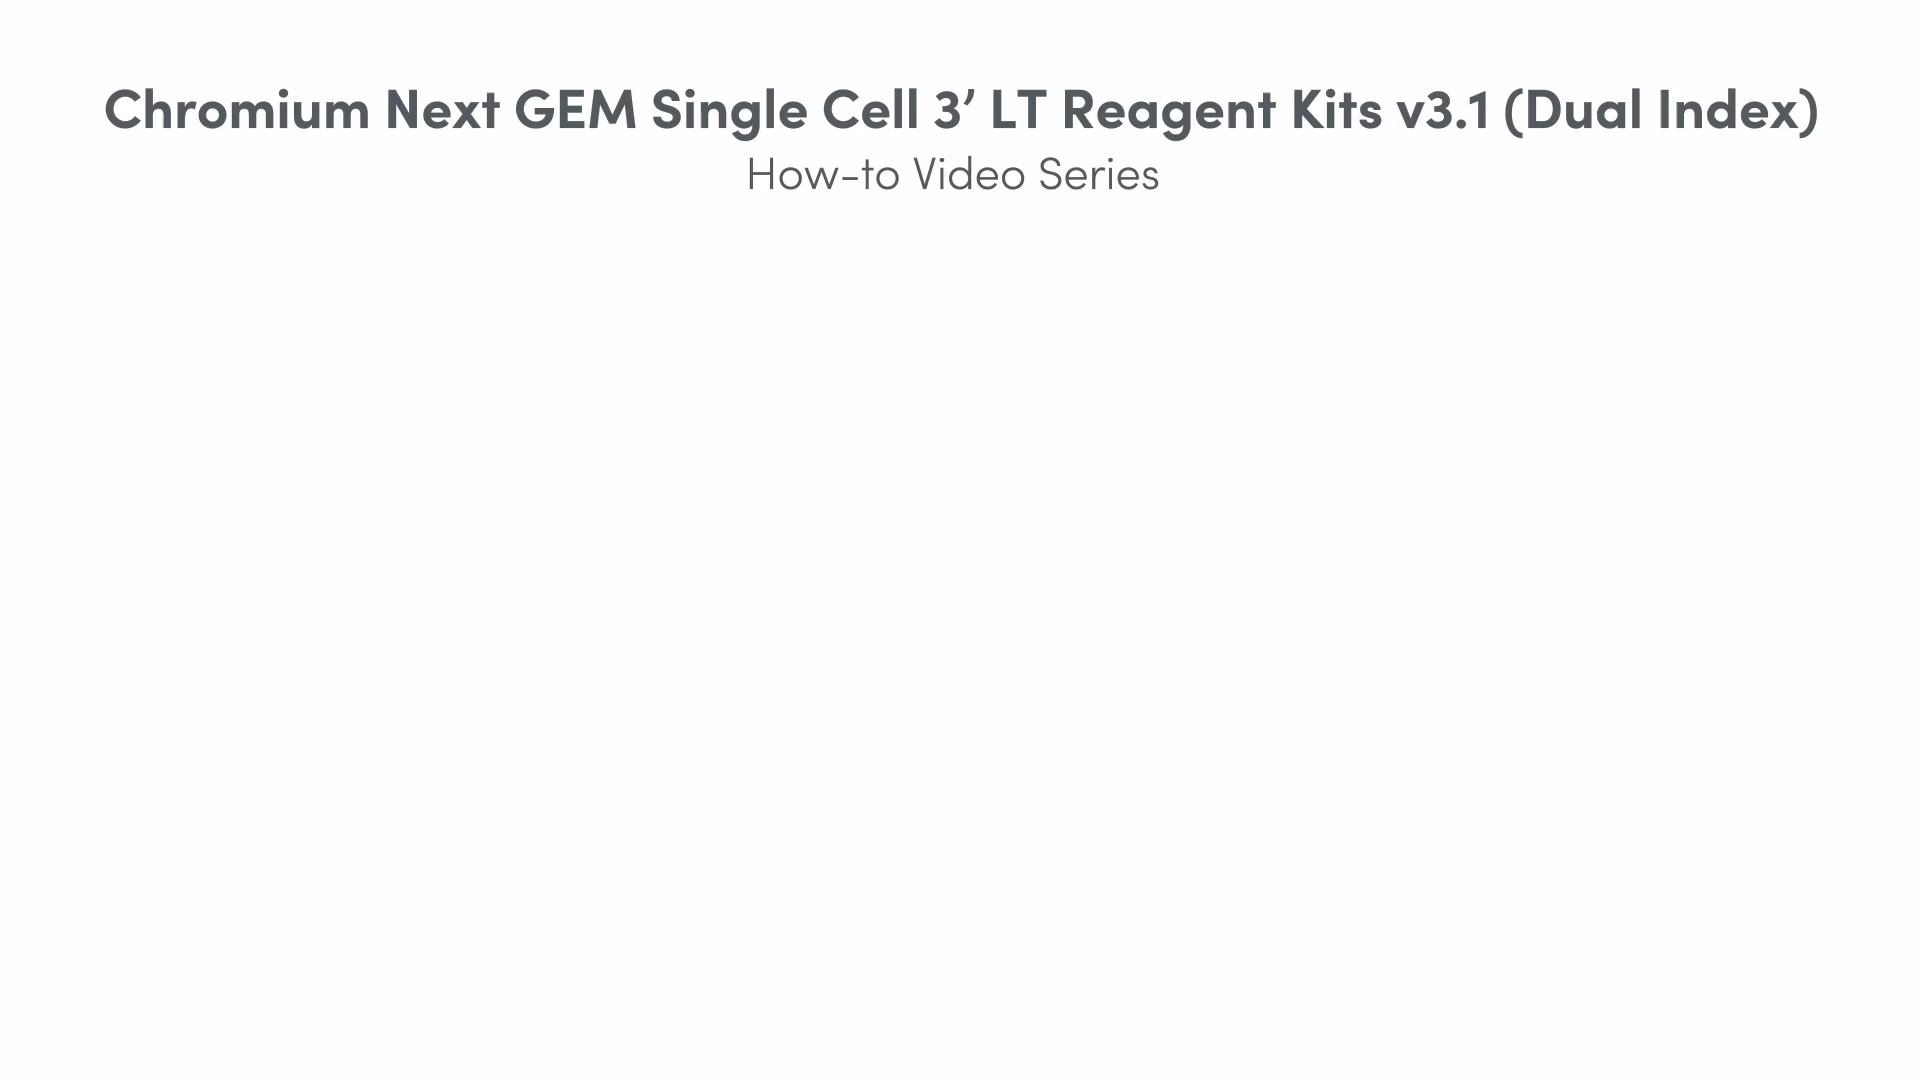 Chromium Next GEM Single Cell 3’ LT Reagent Kits v3.1 (Dual Index)
How-to Video Series